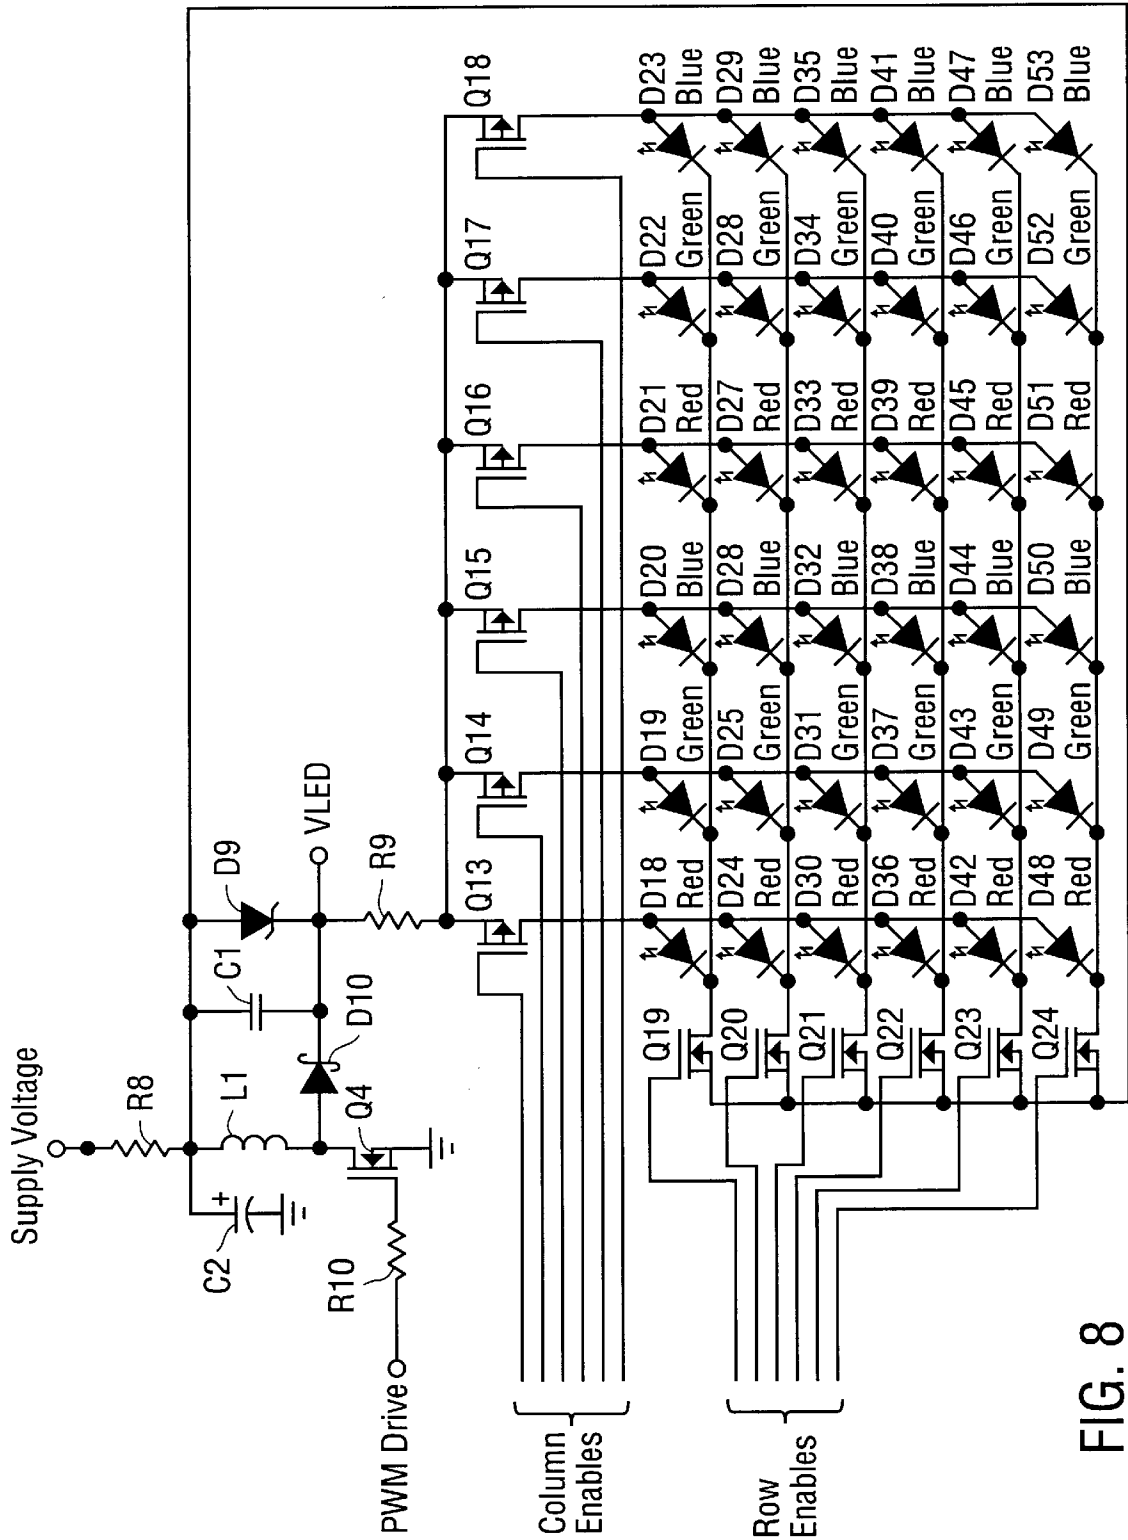 Supply Voltage
R8
C2
+
L1
C1
D9
D10
VLED
Q4
R10
PWM Drive
R9
Q13
Q14
Q15
Q16
Q17
Q18
Column
Enables
Row
Enables
Q19
Q20
Q21
Q22
Q23
Q24
D18
Red
D19
Green
D20
Blue
D21
Red
D22
Green
D23
Blue
D24
Red
D25
Green
D28
Blue
D27
Red
D28
Green
D29
Blue
D30
Red
D31
Green
D32
Blue
D33
Red
D34
Green
D35
Blue
D36
Red
D37
Green
D38
Blue
D39
Red
D40
Green
D41
Blue
D42
Red
D43
Green
D44
Blue
D45
Red
D46
Green
D47
Blue
D48
Red
D49
Green
D50
Blue
D51
Red
D52
Green
D53
Blue
FIG. 8